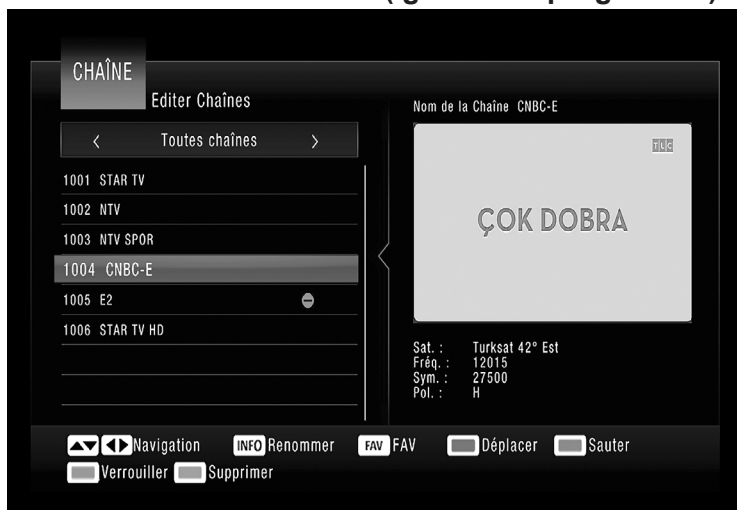 CHAÎNE
Editer Chaînes
< Toutes chaînes >
1001 STAR TV
1002 NTV
1003 NTV SPOR
1004 CNBC-E
1005 E2
1006 STAR TV HD
Nom de la Chaîne CNBC-E
TLC
ÇOK DOBRA
Sat. : Turksat 42° Est
Fréq. : 12015
Sym. : 27500
Pol. : H
Navigation INFO Renommer FAV FAV Déplacer Sauter
Verrouiller Supprimer